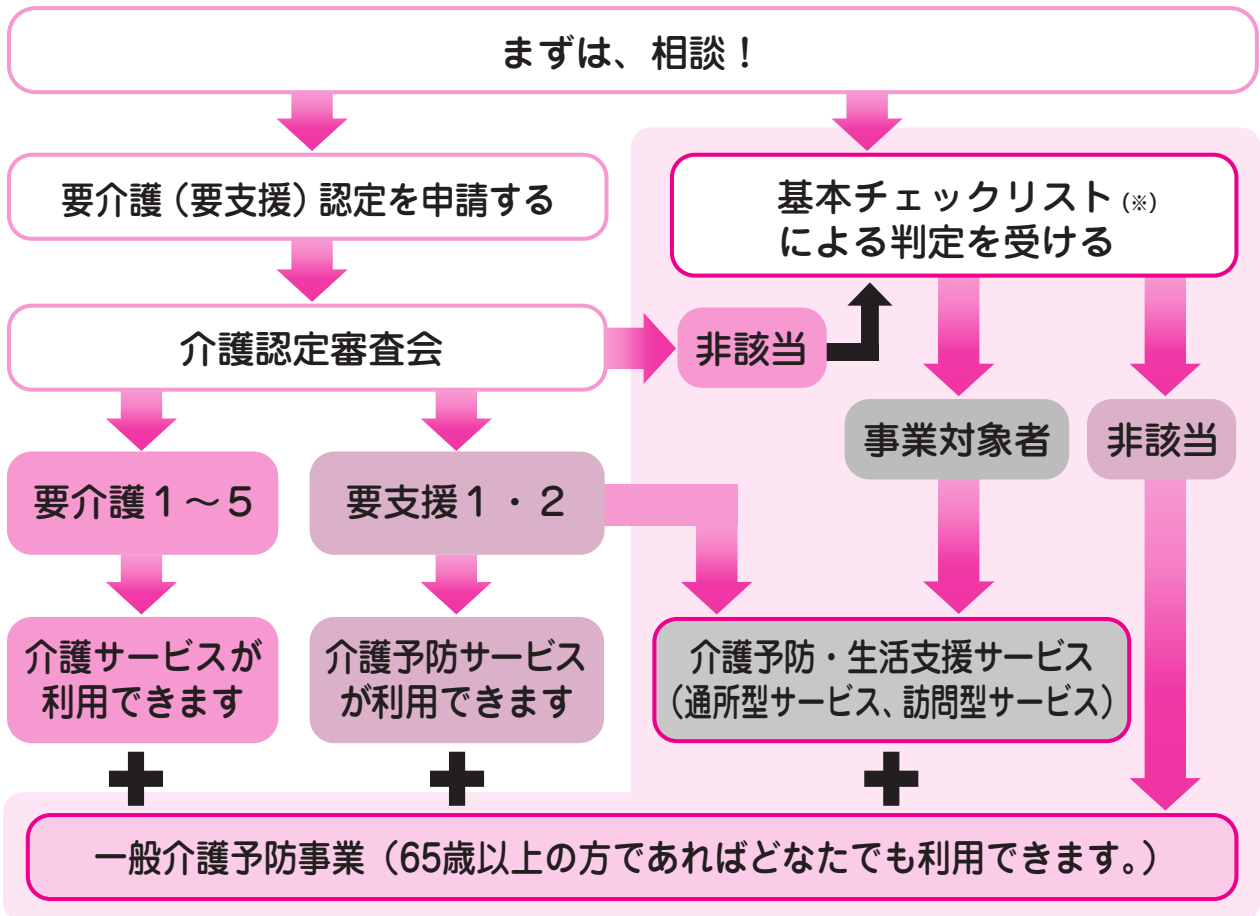 まずは、相談！
要介護（要支援）認定を申請する
基本チェックリスト(※)
による判定を受ける
介護認定審査会
非該当
事業対象者
非該当
要介護１～５
要支援１・２
介護サービスが
利用できます
介護予防サービス
が利用できます
介護予防・生活支援サービス
（通所型サービス、訪問型サービス）
一般介護予防事業（65歳以上の方であればどなたでも利用できます。）